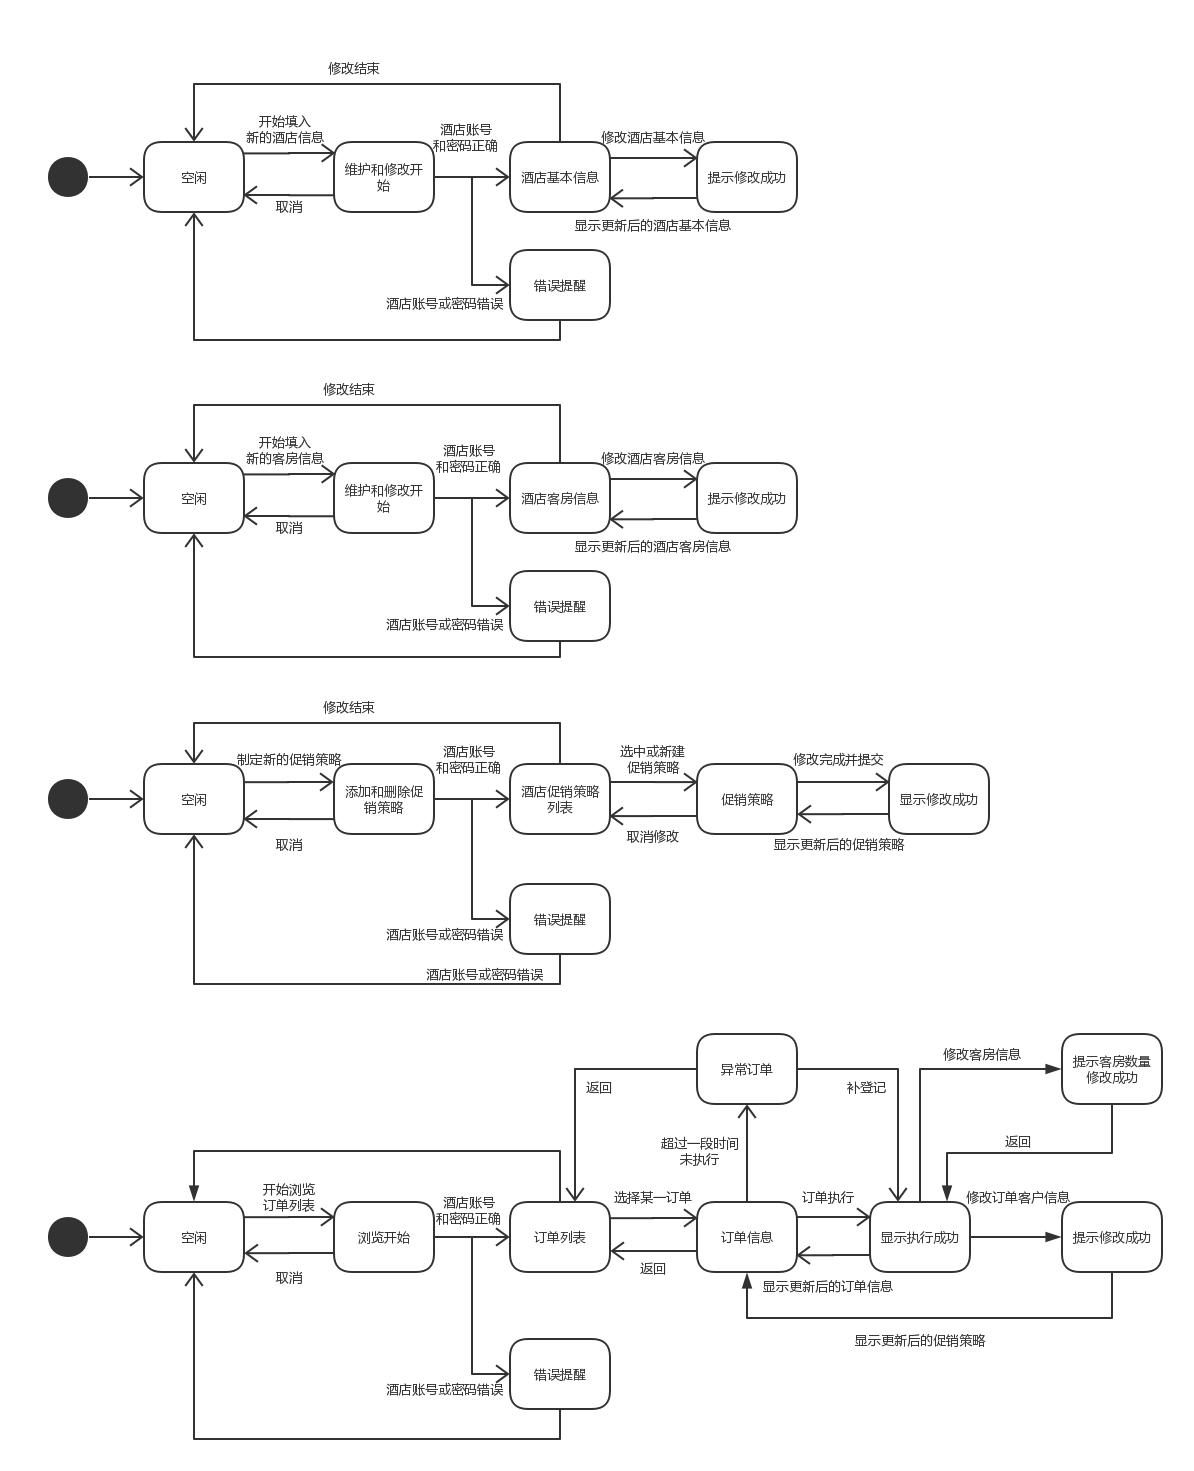 修改结束
开始填入
新的酒店信息
酒店账号
和密码正确
修改酒店基本信息
空闲
维护和修改开
始
酒店基本信息
提示修改成功
取消
显示更新后的酒店基本信息
错误提醒
酒店账号或密码错误
修改结束
开始填入
新的客房信息
酒店账号
和密码正确
修改酒店客房信息
空闲
维护和修改开
始
酒店客房信息
提示修改成功
取消
显示更新后的酒店客房信息
错误提醒
酒店账号或密码错误
修改结束
制定新的促销策略
酒店账号
和密码正确
选中或新建
促销策略
修改完成并提交
空闲
添加和删除促
销策略
酒店促销策略
列表
促销策略
显示修改成功
取消
取消修改
显示更新后的促销策略
错误提醒
酒店账号或密码错误
酒店账号或密码错误
异常订单
修改客房信息
提示客房数量
修改成功
返回
补登记
超过一段时间
未执行
返回
开始浏览
订单列表
酒店账号
和密码正确
选择某一订单
订单执行
修改订单客户信息
空闲
浏览开始
订单列表
订单信息
显示执行成功
提示修改成功
取消
返回
显示更新后的订单信息
显示更新后的促销策略
错误提醒
酒店账号或密码错误